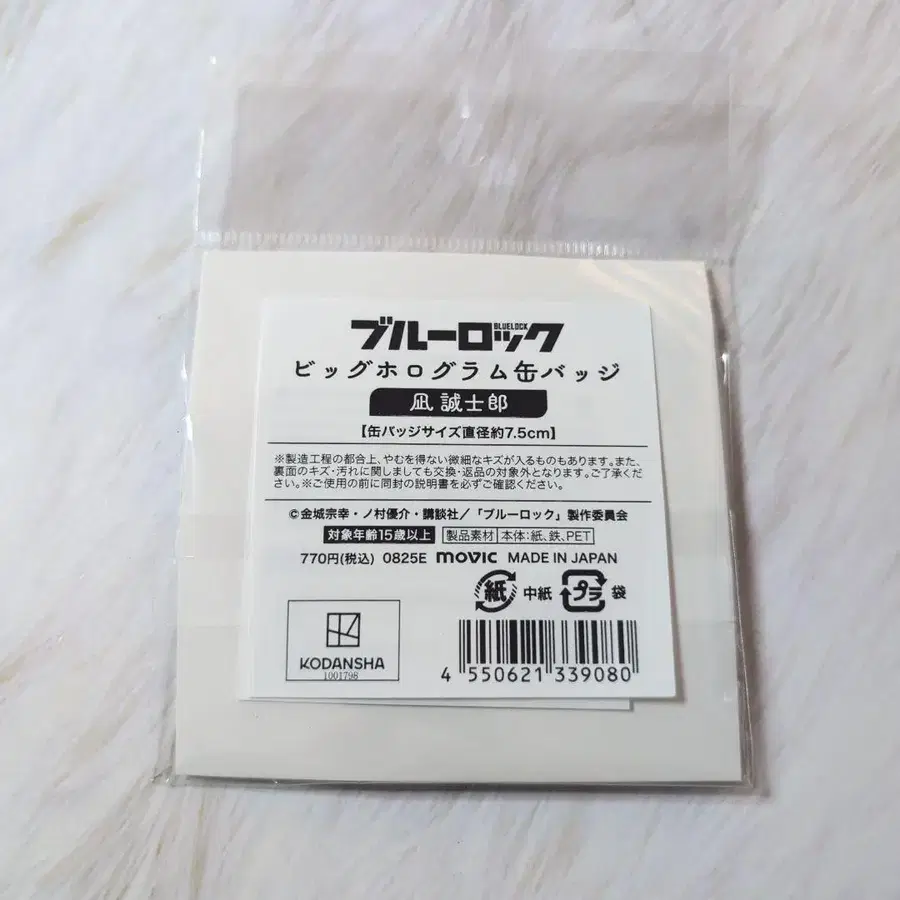 ブルーロック
BLUELOCK
ビッグホログラム缶バッジ
凪 誠士郎
【缶バッジサイズ直径約7.5cm】
※製造工程の都合上、やむを得ない微細なキズが入るものもあります。また、
裏面のキズ・汚れに関しましても交換・返品の対象外となります。ご了承くだ
さい。※ご使用の前に同封の説明書を必ずご確認ください。
©金城宗幸・ノ村優介・講談社/「ブルーロック」製作委員会
対象年齢15歳以上 製品素材 本体:紙、鉄、PET
770円(税込) 0825E movic MADE IN JAPAN
紙 中紙 プラ 袋
KODANSHA
1001798
4 550621 339080